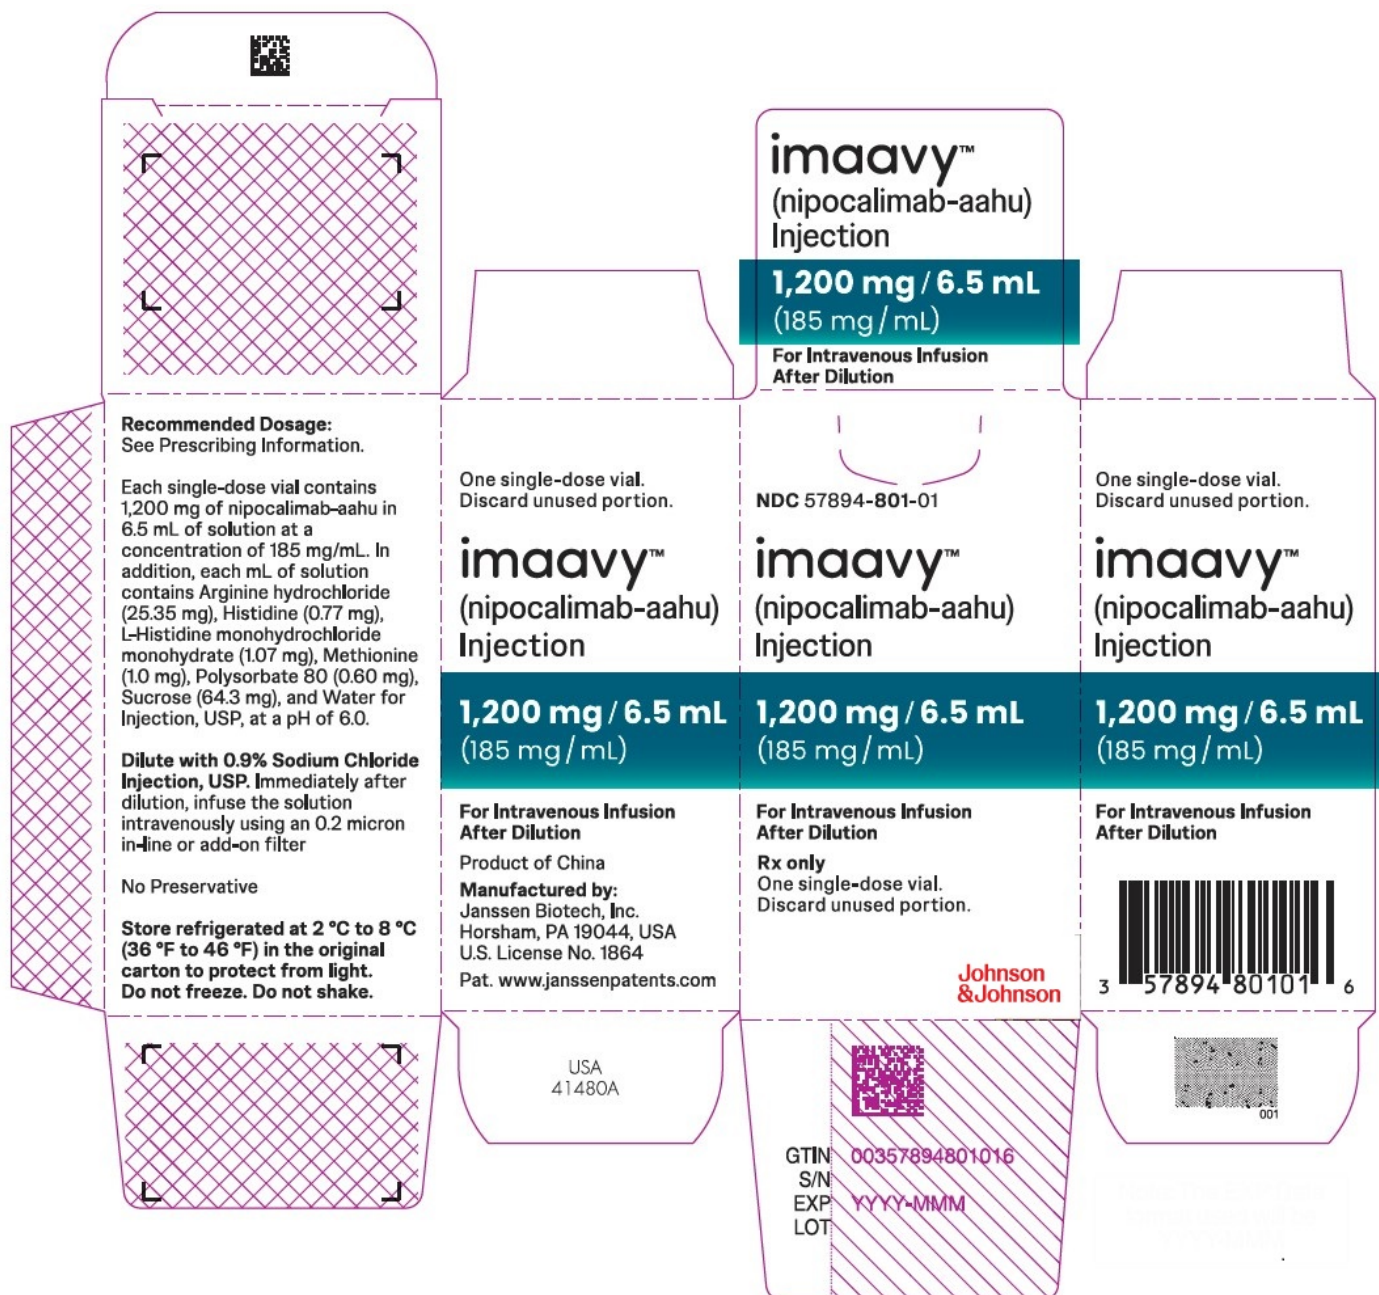 imaavy™
(nipocalimab-aahu)
Injection
1,200 mg / 6.5 mL
(185 mg / mL)
For Intravenous Infusion
After Dilution
Recommended Dosage:
See Prescribing Information.
Each single-dose vial contains
1,200 mg of nipocalimab-aahu in
6.5 mL of solution at a
concentration of 185 mg/mL. In
addition, each mL of solution
contains Arginine hydrochloride
(25.35 mg), Histidine (0.77 mg),
L-Histidine monohydrochloride
monohydrate (1.07 mg), Methionine
(1.0 mg), Polysorbate 80 (0.60 mg),
Sucrose (64.3 mg), and Water for
Injection, USP, at a pH of 6.0.
Dilute with 0.9% Sodium Chloride
Injection, USP. Immediately after
dilution, infuse the solution
intravenously using an 0.2 micron
in-line or add-on filter
No Preservative
Store refrigerated at 2 °C to 8 °C
(36 °F to 46 °F) in the original
carton to protect from light.
Do not freeze. Do not shake.
One single-dose vial.
Discard unused portion.
imaavy™
(nipocalimab-aahu)
Injection
1,200 mg / 6.5 mL
(185 mg / mL)
For Intravenous Infusion
After Dilution
Product of China
Manufactured by:
Janssen Biotech, Inc.
Horsham, PA 19044, USA
U.S. License No. 1864
Pat. www.janssenpatents.com
USA
41480A
NDC 57894-801-01
imaavy™
(nipocalimab-aahu)
Injection
1,200 mg / 6.5 mL
(185 mg / mL)
For Intravenous Infusion
After Dilution
Rx only
One single-dose vial.
Discard unused portion.
Johnson
&Johnson
GTIN 00357894801016
S/N
EXP YYYY-MMM
LOT
One single-dose vial.
Discard unused portion.
imaavy™
(nipocalimab-aahu)
Injection
1,200 mg / 6.5 mL
(185 mg / mL)
For Intravenous Infusion
After Dilution
3 57894 80101 6
001